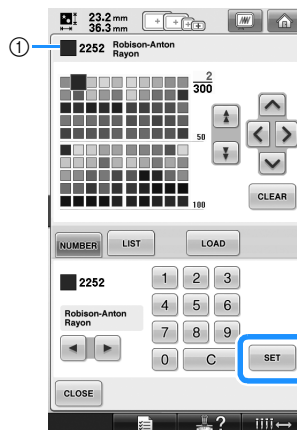 23.2 mm
36.3 mm
1
2252 Robison-Anton
Rayon
2
300
50
100
CLEAR
NUMBER LIST LOAD
2252
1 2 3
Robison-Anton
Rayon
4 5 6
7 8 9
0 C SET
CLOSE
?